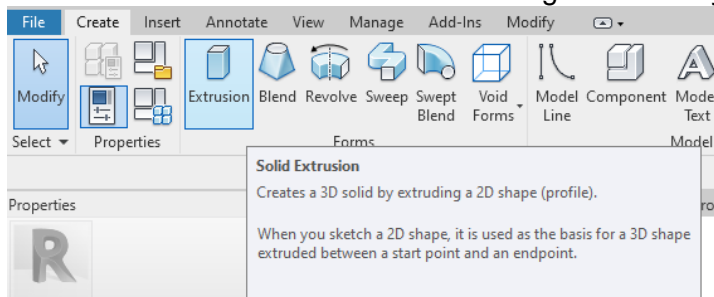 File Create Insert Annotate View Manage Add-Ins Modify
Modify Extrusion Blend Revolve Sweep Swept Blend Void Forms Model Line Component Model Text
Select Properties Forms Model
Solid Extrusion
Creates a 3D solid by extruding a 2D shape (profile).
Properties
When you sketch a 2D shape, it is used as the basis for a 3D shape
extruded between a start point and an endpoint.
R